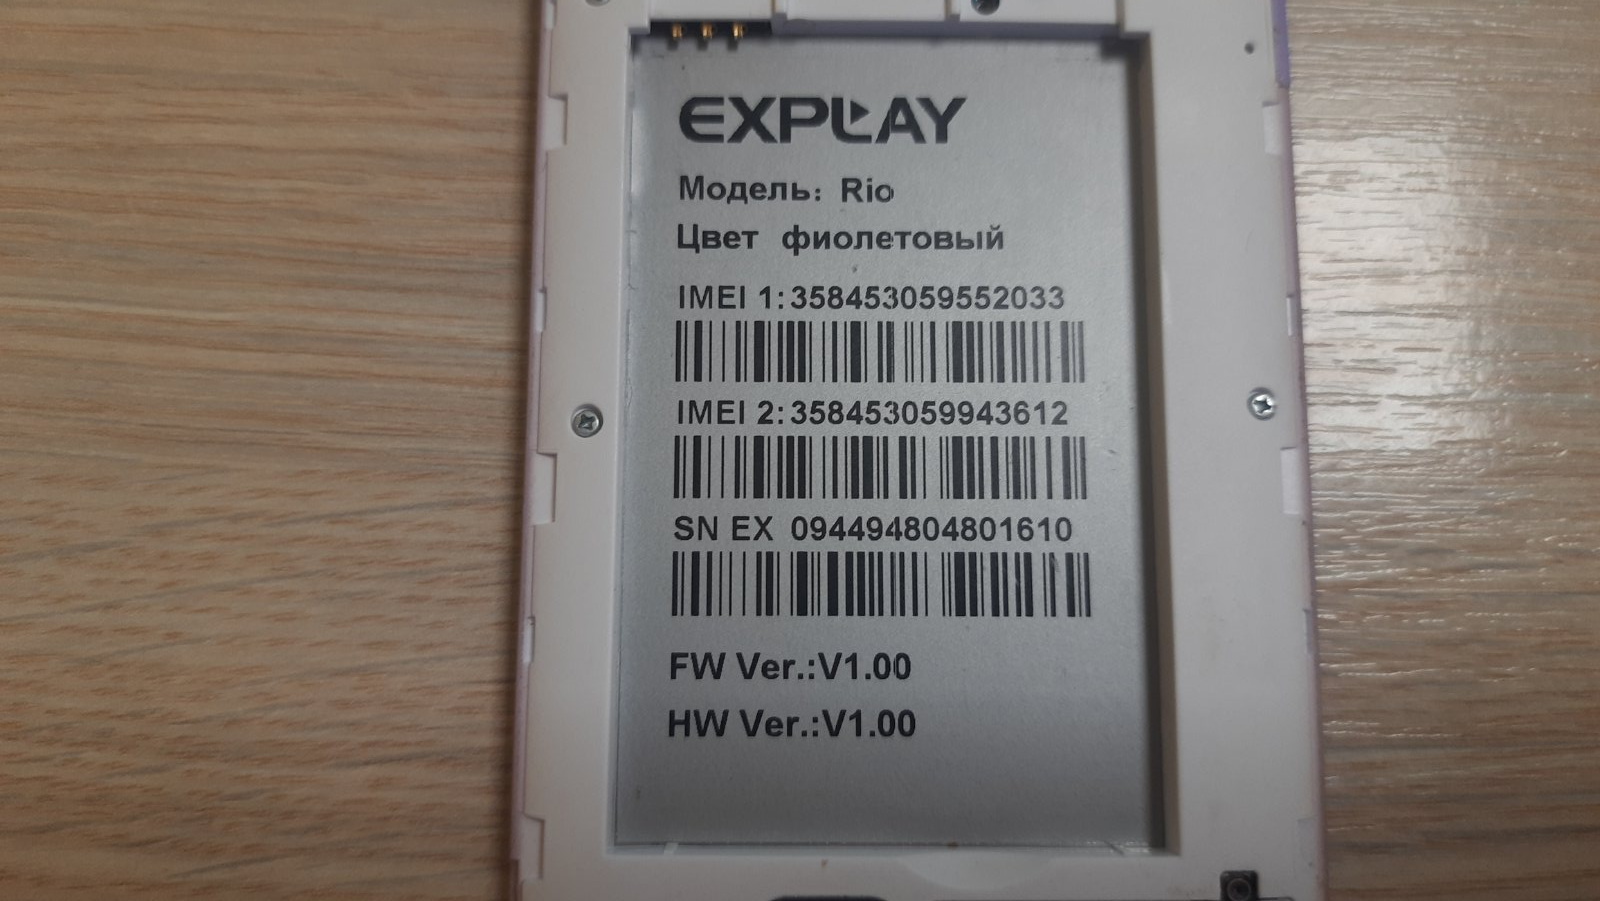 EXPLAY
Модель: Rio
Цвет фиолетовый
IMEI 1:358453059552033
IMEI 2:358453059943612
SN EX 094494804801610
FW Ver.:V1.00
HW Ver.:V1.00